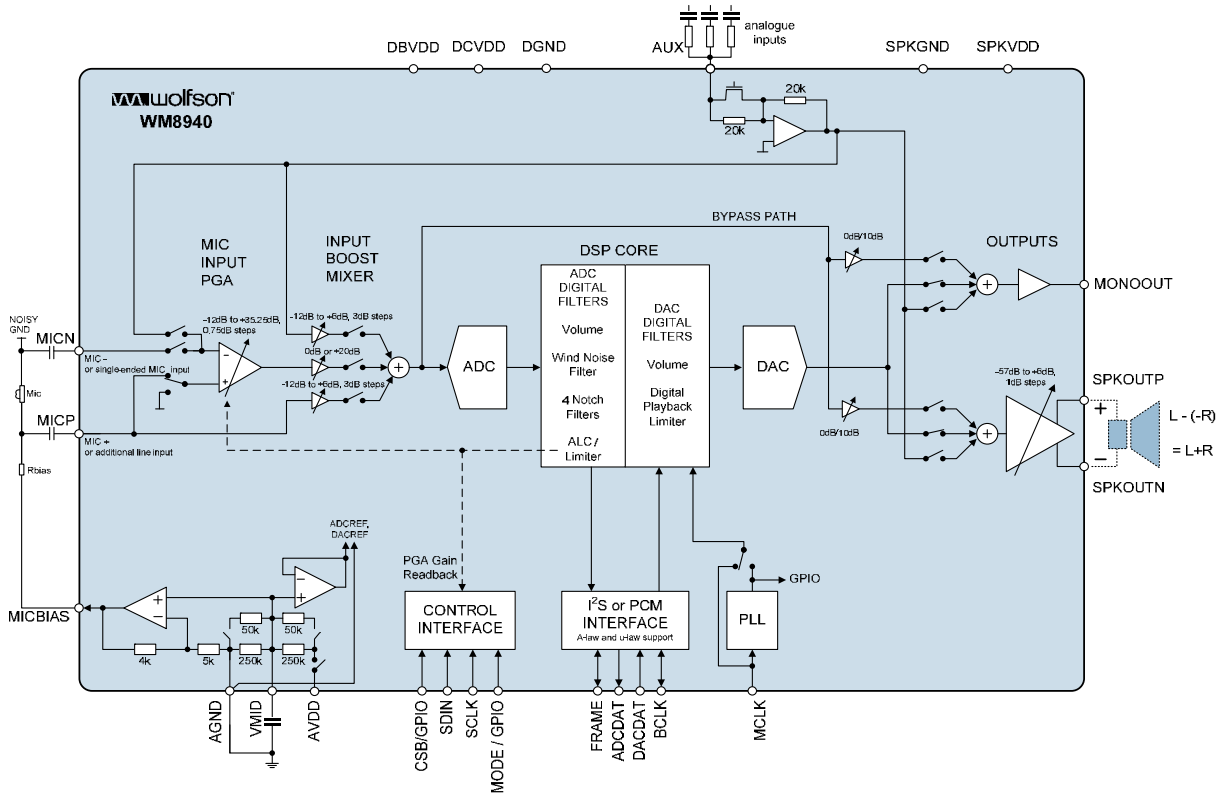 analogue
inputs
DBVDD DCVDD DGND AUX SPKGND SPKVDD
wolfson
WM8940
20k
20k
BYPASS PATH
MIC
INPUT
PGA
INPUT
BOOST
MIXER
DSP CORE
0dB/10dB
OUTPUTS
MONOOUT
NOISY
GND
MICN
MIC –
or single-ended MIC input
-12dB to +35.25dB,
0.75dB steps
–
+
-12dB to +6dB, 3dB steps
0dB or +20dB
-12dB to +6dB, 3dB steps
+
ADC
ADC
DIGITAL
FILTERS
Volume
Wind Noise
Filter
4 Notch
Filters
ALC /
Limiter
DAC
DIGITAL
FILTERS
Volume
Digital
Playback
Limiter
DAC
+
0dB/10dB
+
-57dB to +6dB,
1dB steps
SPKOUTP
+
–
L - (-R)
= L+R
SPKOUTN
Mic
MICP
MIC +
or additional line input
Rbias
MICBIAS
ADCREF,
DACREF
–
+
+
–
50k
50k
4k
5k
250k
250k
PGA Gain
Readback
CONTROL
INTERFACE
I²S or PCM
INTERFACE
A-law and u-law support
PLL
GPIO
AGND
VMID
AVDD
CSB/GPIO
SDIN
SCLK
MODE / GPIO
FRAME
ADCDAT
DACDAT
BCLK
MCLK